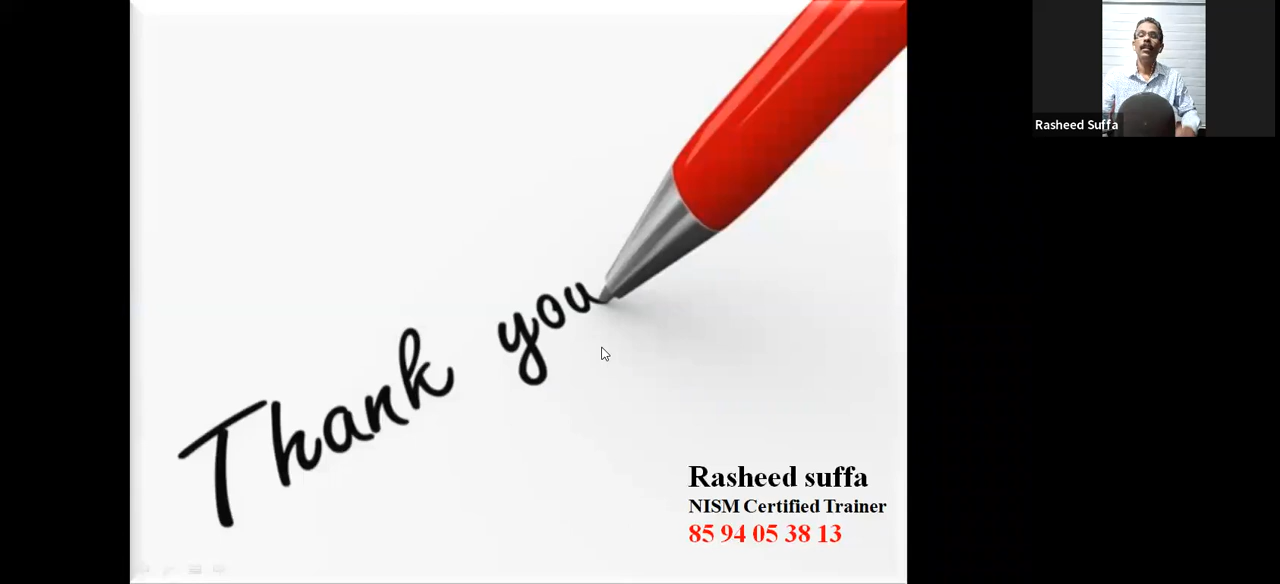 Thank you
Rasheed suffa
NISM Certified Trainer
85 94 05 38 13
Rasheed Suffa